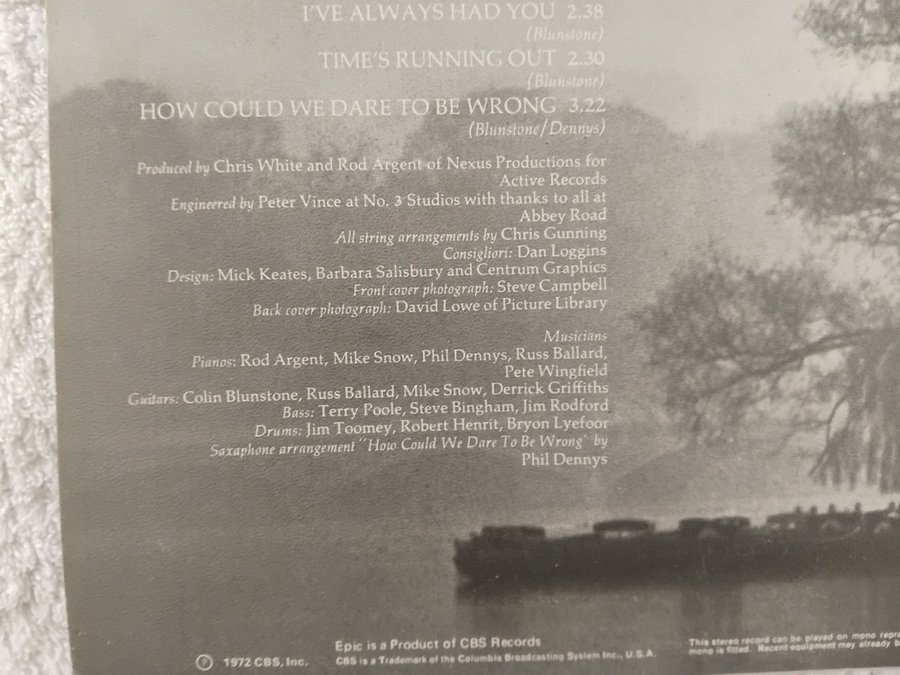 I'VE ALWAYS HAD YOU 2.38
(Blunstone)
TIME'S RUNNING OUT 2.30
(Blunstone)
HOW COULD WE DARE TO BE WRONG 3.22
(Blunstone/Dennys)
Produced by Chris White and Rod Argent of Nexus Productions for
Active Records
Engineered by Peter Vince at No. 3 Studios with thanks to all at
Abbey Road
All string arrangements by Chris Gunning
Consigliori: Dan Loggins
Design: Mick Keates, Barbara Salisbury and Centrum Graphics
Front cover photograph: Steve Campbell
Back cover photograph: David Lowe of Picture Library
Musicians
Pianos: Rod Argent, Mike Snow, Phil Dennys, Russ Ballard,
Pete Wingfield
Guitars: Colin Blunstone, Russ Ballard, Mike Snow, Derrick Griffiths
Bass: Terry Poole, Steve Bingham, Jim Rodford
Drums: Jim Toomey, Robert Henrit, Bryon Lyefoor
Saxaphone arrangement "How Could We Dare To Be Wrong' by
Phil Dennys
Epic is a Product of CBS Records
℗ 1972 CBS, Inc.
CBS is a Trademark of the Columbia Broadcasting System Inc., U.S.A.
This stereo record can be played on mono repro
mono is fitted. Recent equipment may already b